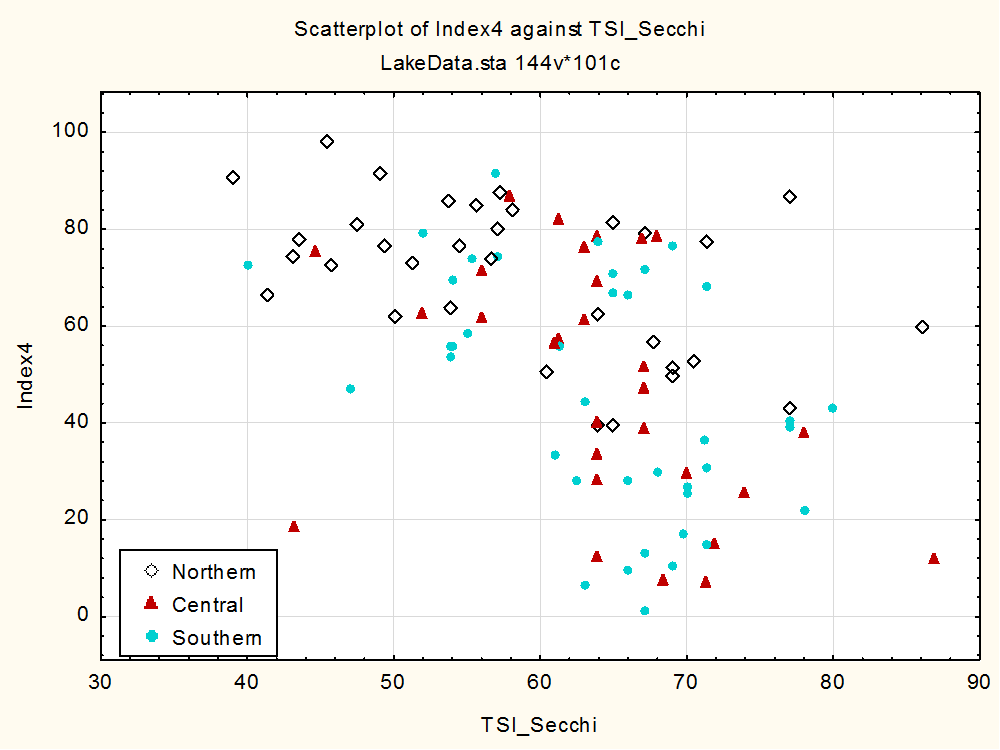 Scatterplot of Index4 against TSI_Secchi
LakeData.sta 144v*101c
100
80
60
40
20
0
Index4
Northern
Central
Southern
30 40 50 60 70 80 90
TSI_Secchi